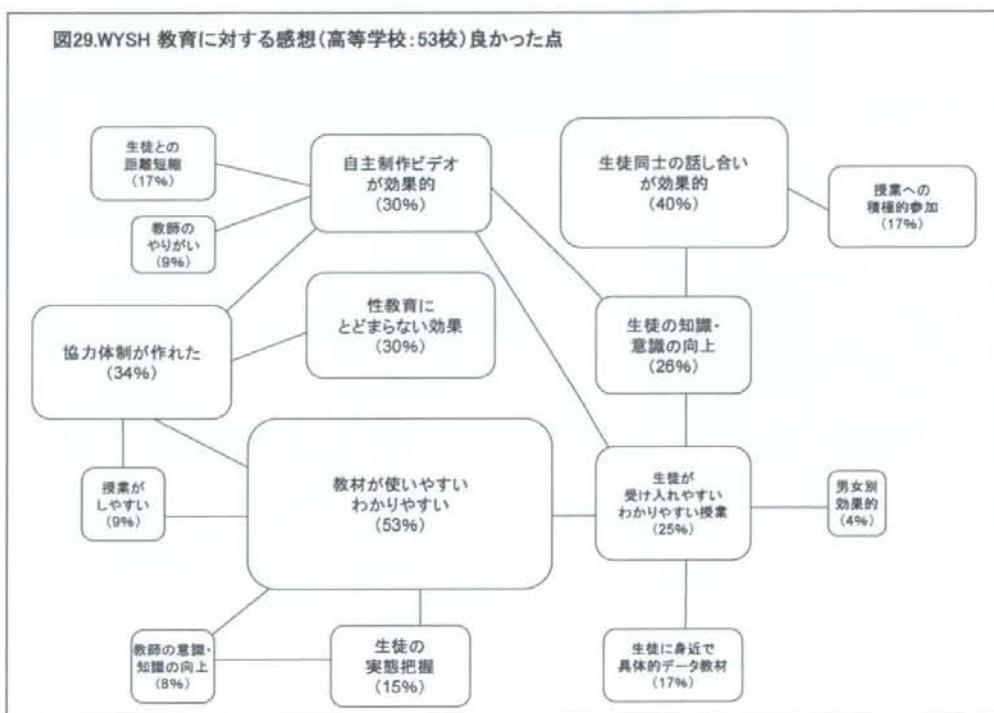 図29.WYSH 教育に対する感想(高等学校:53校)良かった点
生徒との
距離短縮
(17%)
自主制作ビデオ
が効果的
(30%)
生徒同士の話し合い
が効果的
(40%)
授業への
積極的参加
(17%)
教師の
やりがい
(9%)
性教育に
とどまらない効果
(30%)
生徒の知識・
意識の向上
(26%)
協力体制が作れた
(34%)
教材が使いやすい
わかりやすい
(53%)
生徒が
受け入れやすい
わかりやすい授業
(25%)
男女別
効果的
(4%)
授業が
しやすい
(9%)
教師の意識・
知識の向上
(8%)
生徒の
実態把握
(15%)
生徒に身近で
具体的データ教材
(17%)